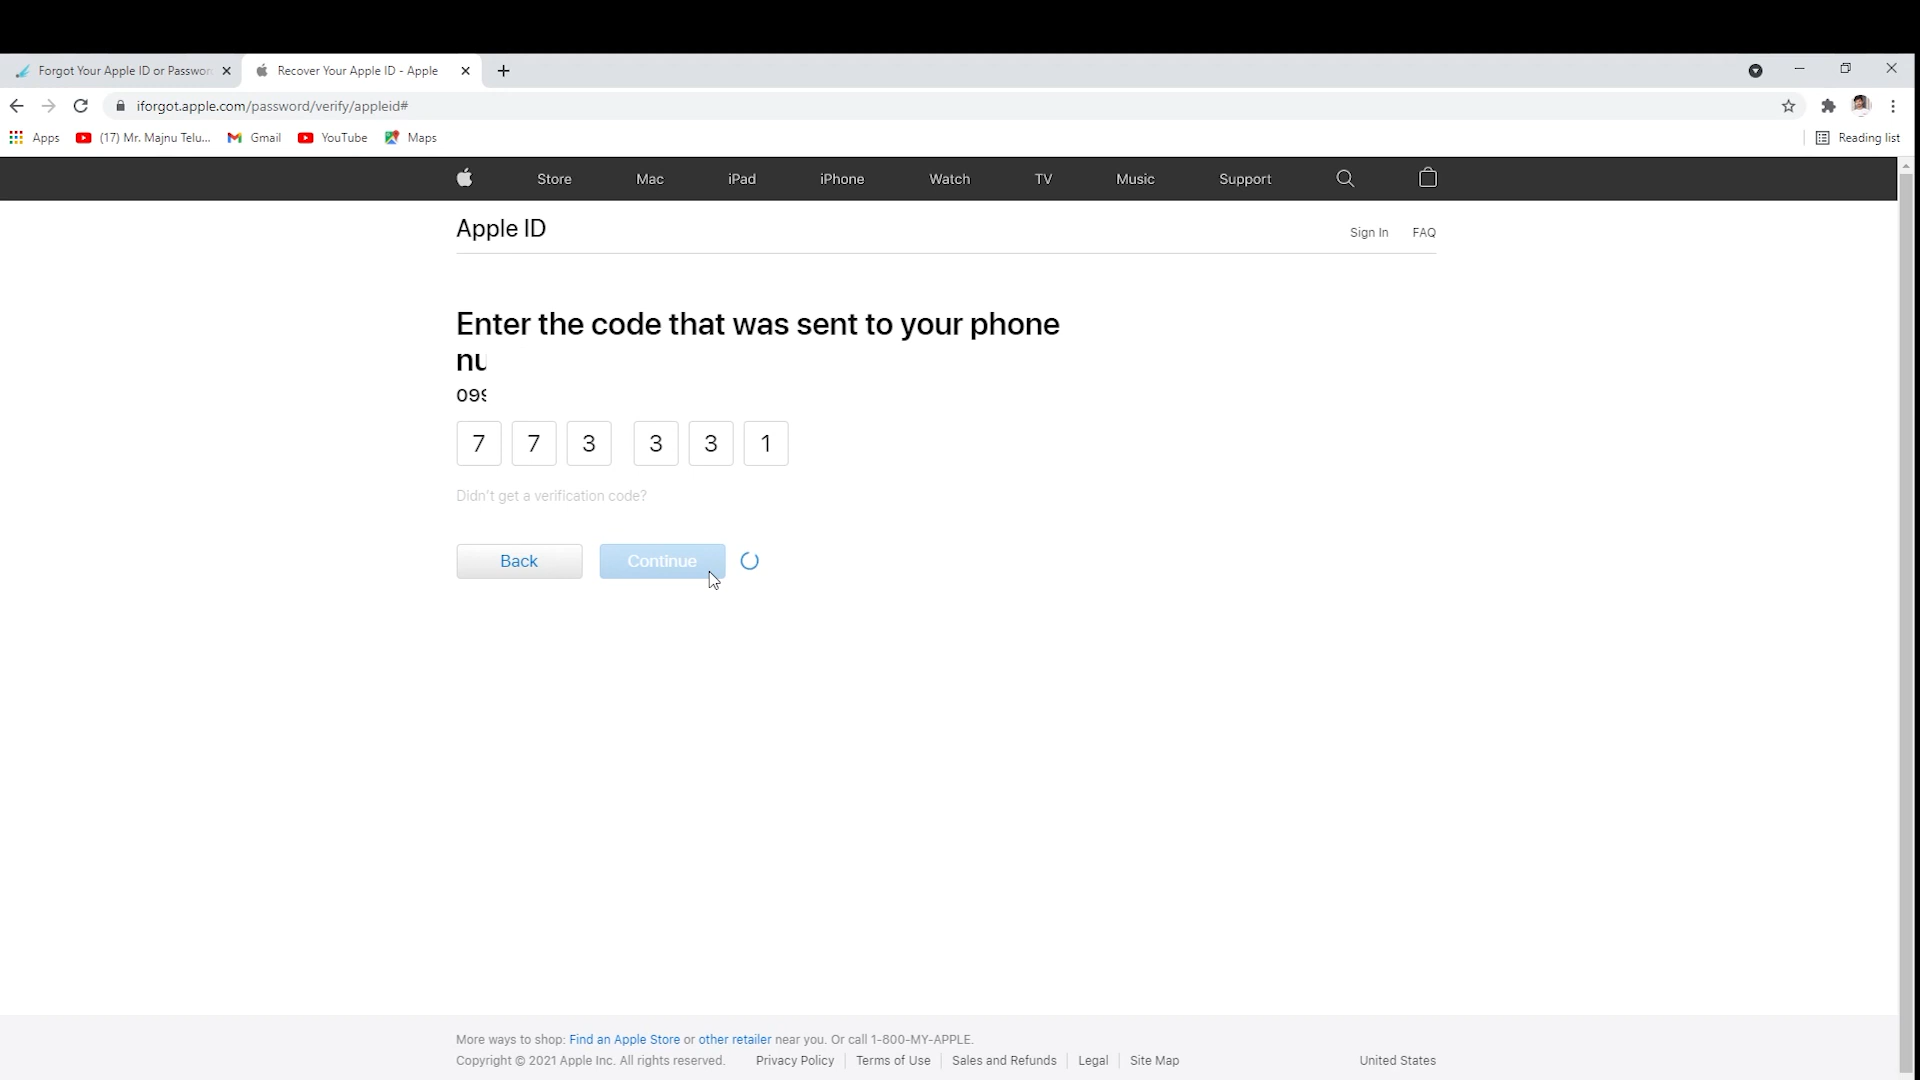 Forgot Your Apple ID or Passwor
Recover Your Apple ID - Apple
iforgot.apple.com/password/verify/appleid#
Apps (17) Mr. Majnu Telu... Gmail YouTube Maps Reading list
Store Mac iPad iPhone Watch TV Music Support
Apple ID Sign In FAQ
Enter the code that was sent to your phone
nu
099
7 7 3 3 3 1
Didn't get a verification code?
Back Continue
More ways to shop: Find an Apple Store or other retailer near you. Or call 1-800-MY-APPLE.
Copyright © 2021 Apple Inc. All rights reserved. Privacy Policy Terms of Use Sales and Refunds Legal Site Map United States